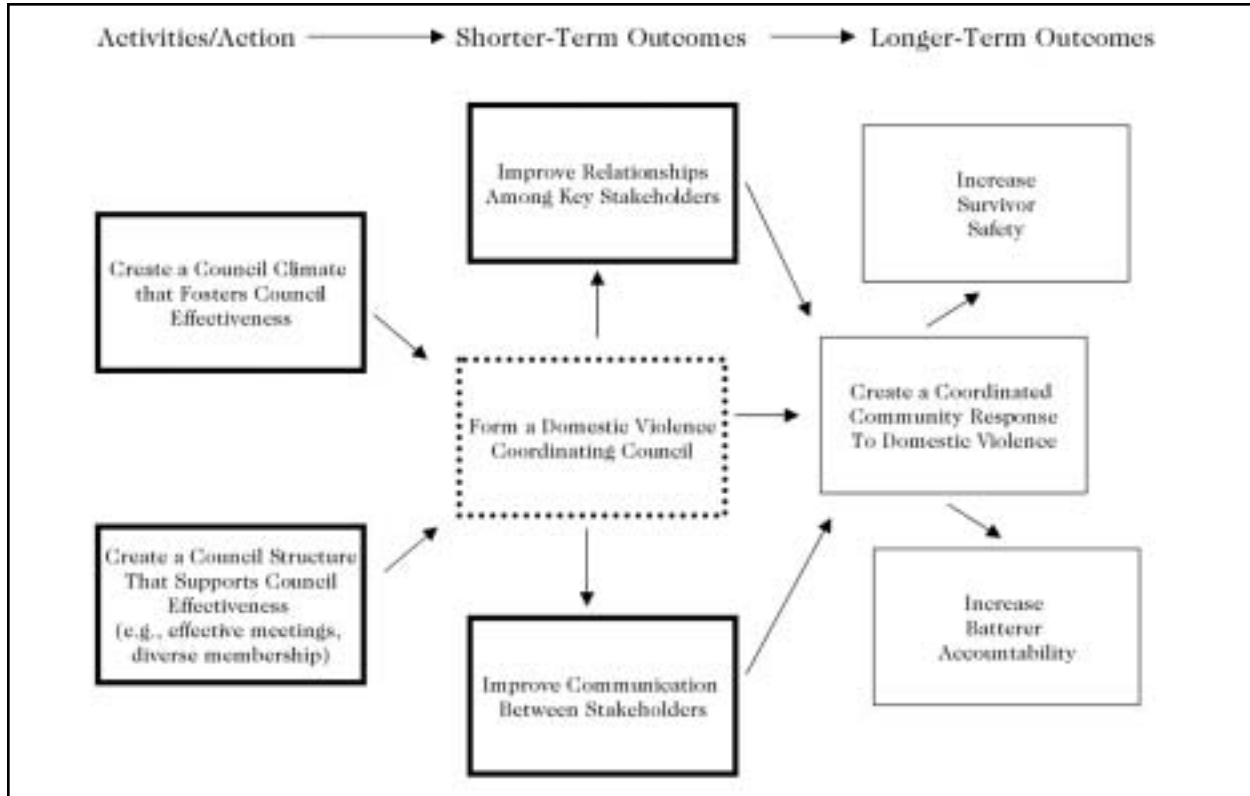 Activities/Action
Shorter-Term Outcomes
Longer-Term Outcomes
Create a Council Climate
that Fosters Council
Effectiveness
Create a Council Structure
That Supports Council
Effectiveness
(e.g., effective meetings,
diverse membership)
Improve Relationships
Among Key Stakeholders
Form a Domestic Violence
Coordinating Council
Improve Communication
Between Stakeholders
Increase
Survivor
Safety
Create a Coordinated
Community Response
To Domestic Violence
Increase
Batterer
Accountability